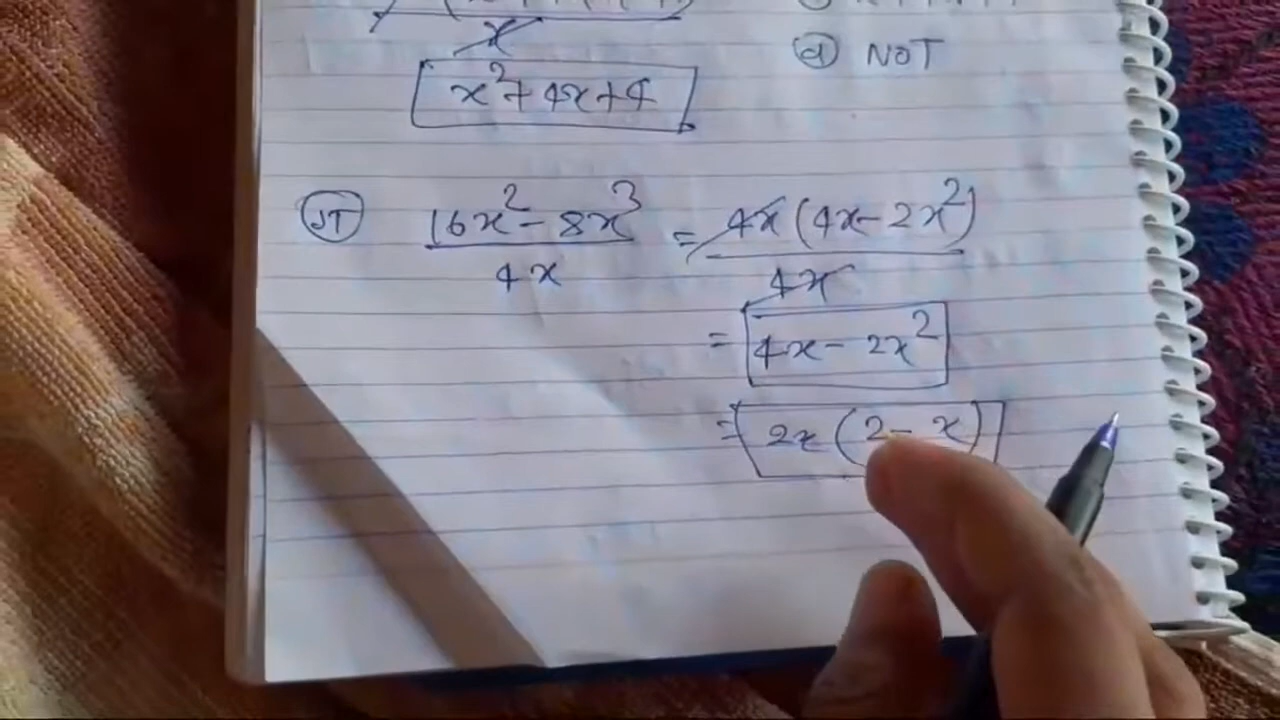 x
(d) NOT
x²+4x+4
16x²-8x³ / 4x = 4x(4x-2x²) / 4x
= 4x-2x²
= 2x(2-x)